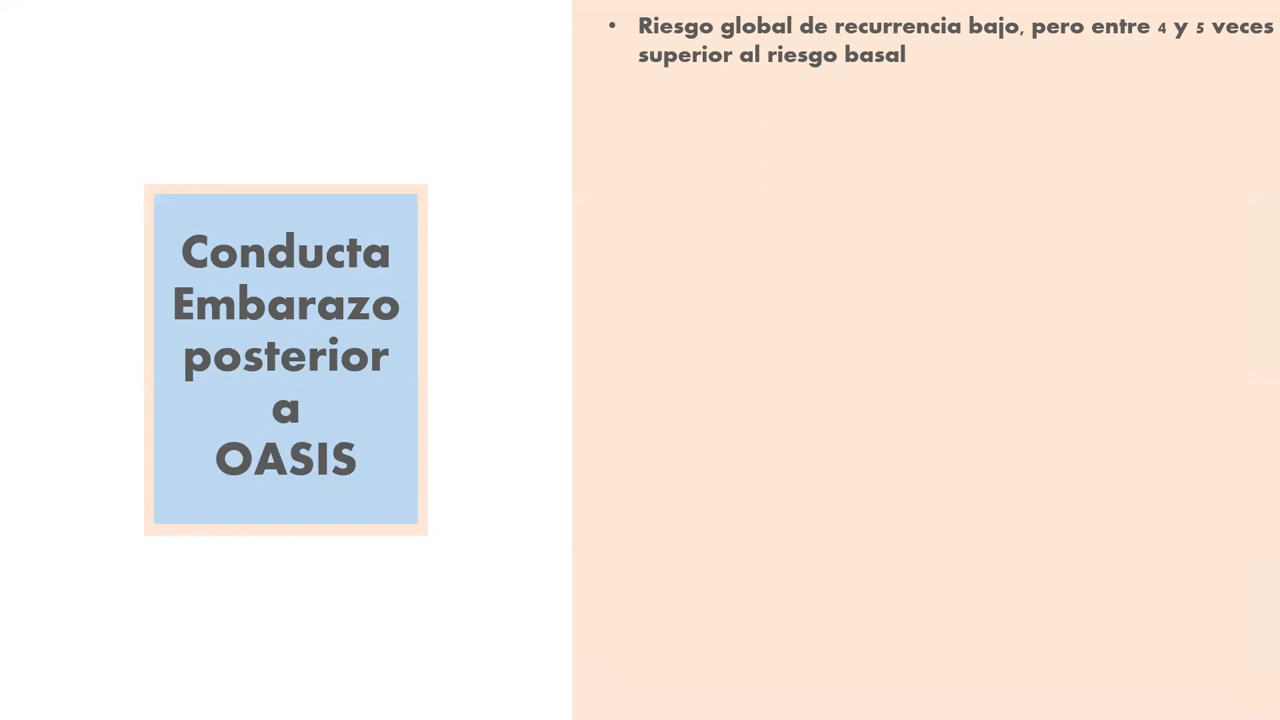 Conducta
Embarazo
posterior
a
OASIS
• Riesgo global de recurrencia bajo, pero entre 4 y 5 veces
superior al riesgo basal